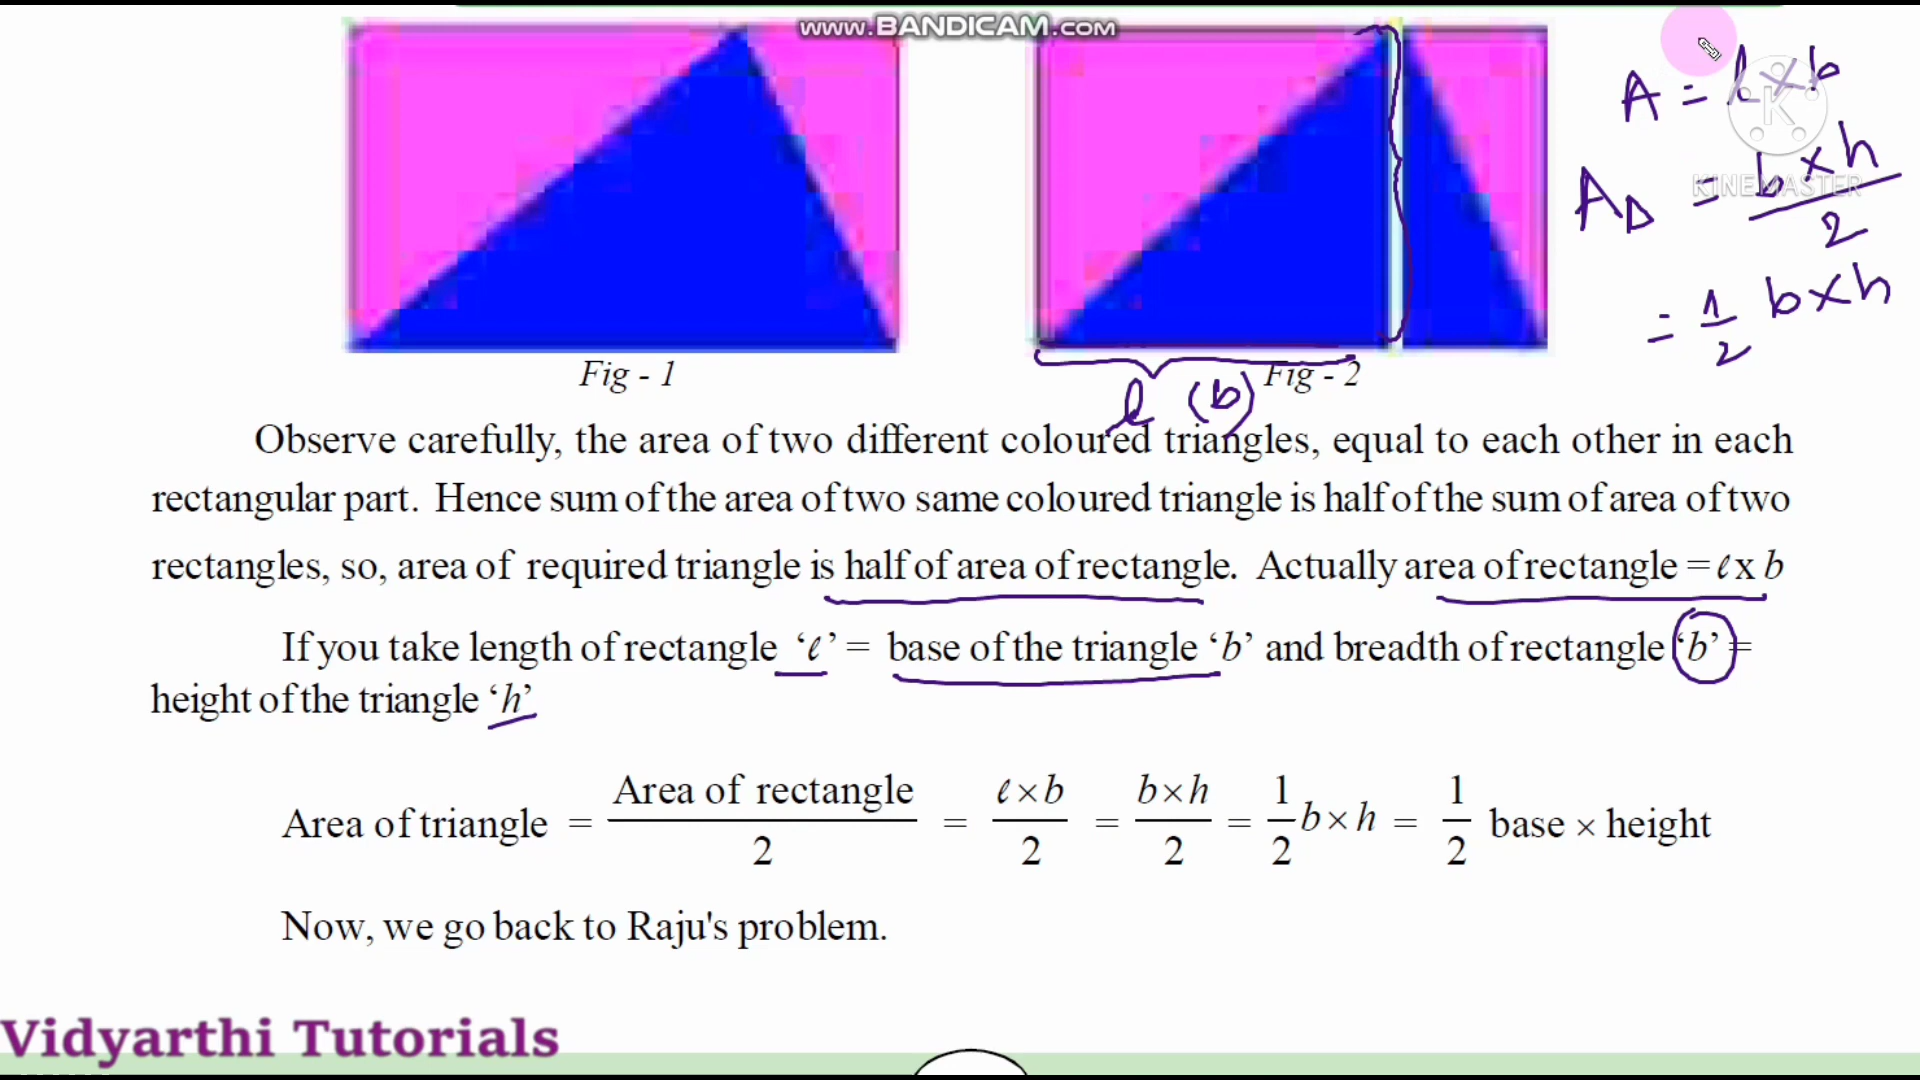 www.BANDICAM.com
A = l × b
K
KINEMASTER
A△ = b × h / 2
= 1/2 b × h
Fig - 1
Fig - 2
ℓ (b)
Observe carefully, the area of two different coloured triangles, equal to each other in each
rectangular part. Hence sum of the area of two same coloured triangle is half of the sum of area of two
rectangles, so, area of required triangle is half of area of rectangle. Actually area of rectangle = ℓ x b
If you take length of rectangle ‘ℓ’ = base of the triangle ‘b’ and breadth of rectangle ‘b’ =
height of the triangle ‘h’
Area of triangle = Area of rectangle / 2 = ℓ × b / 2 = b × h / 2 = 1/2 b × h = 1/2 base × height
Now, we go back to Raju's problem.
Vidyarthi Tutorials